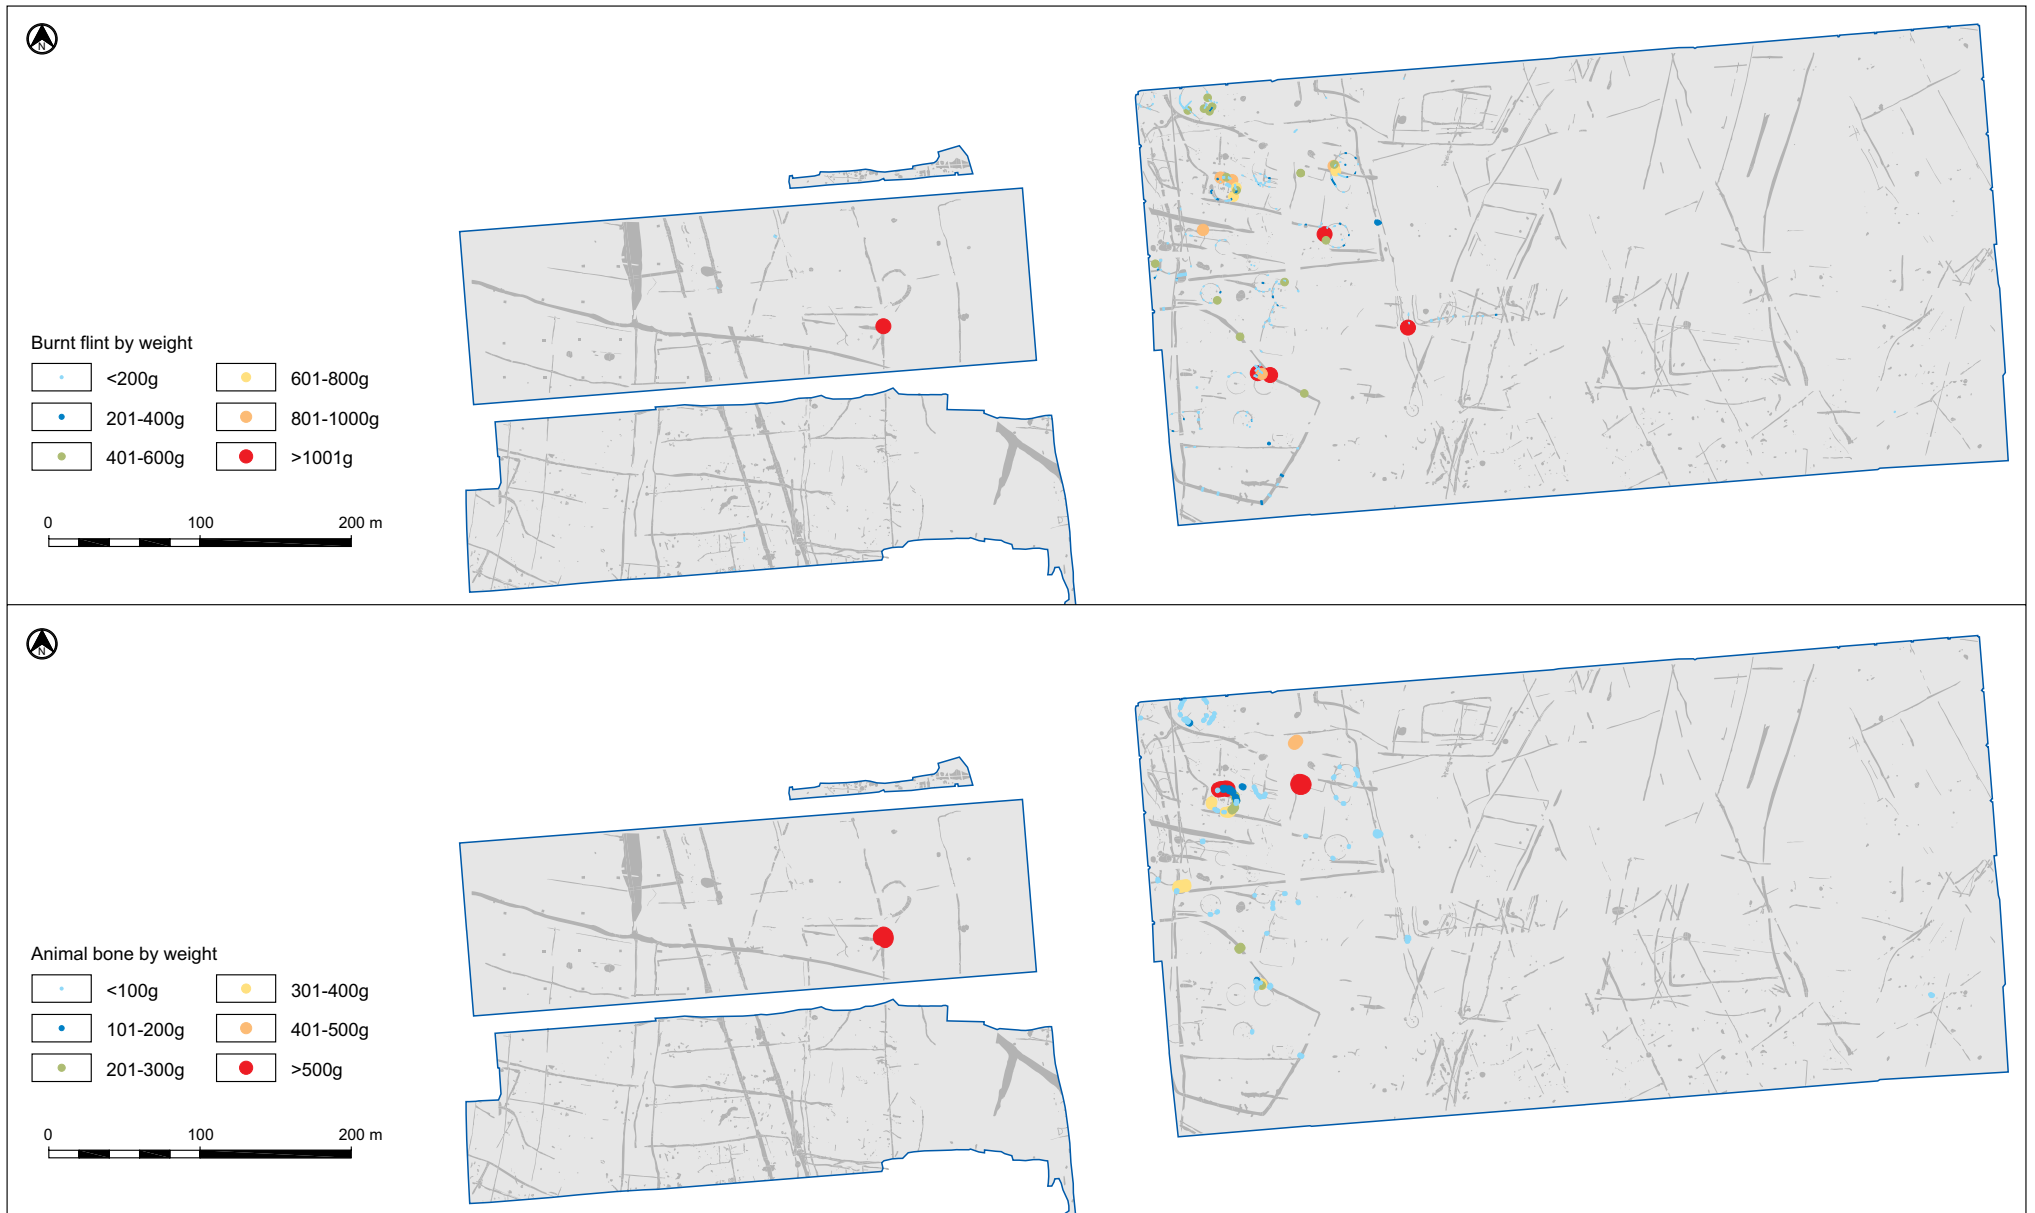 N
Burnt flint by weight
<200g 601-800g
201-400g 801-1000g
401-600g >1001g
0 100 200 m
N
Animal bone by weight
<100g 301-400g
101-200g 401-500g
201-300g >500g
0 100 200 m